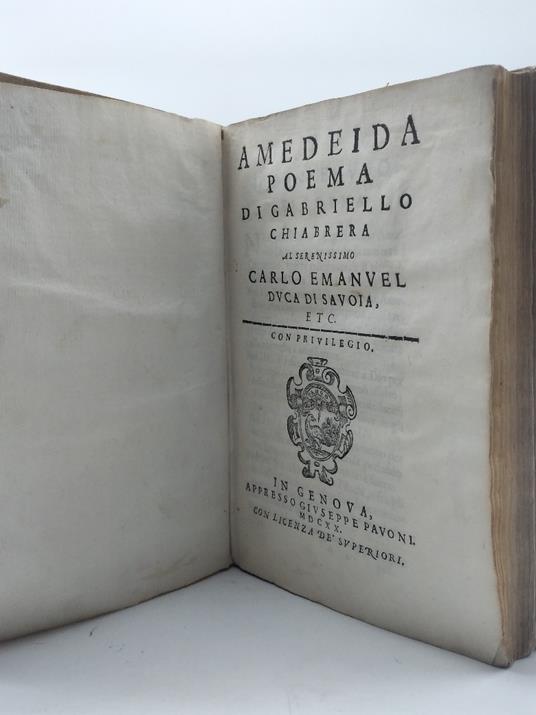 AMEDEIDA
POEMA
DI GABRIELLO
CHIABRERA
AL SERENISSIMO
CARLO EMANVEL
DVCA DI SAVOIA,
ETC.
CON PRIVILEGIO.
IN GENOVA,
APPRESSO GIVSEPPE PAVONI.
MDCXX.
CON LICENZA DE' SVPERIORI.